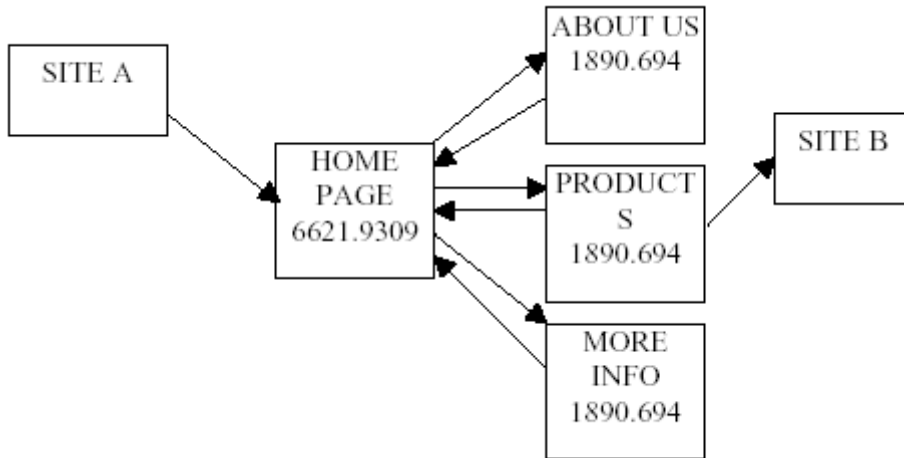 SITE A
HOME
PAGE
6621.9309
ABOUT US
1890.694
PRODUCT
S
1890.694
MORE
INFO
1890.694
SITE B